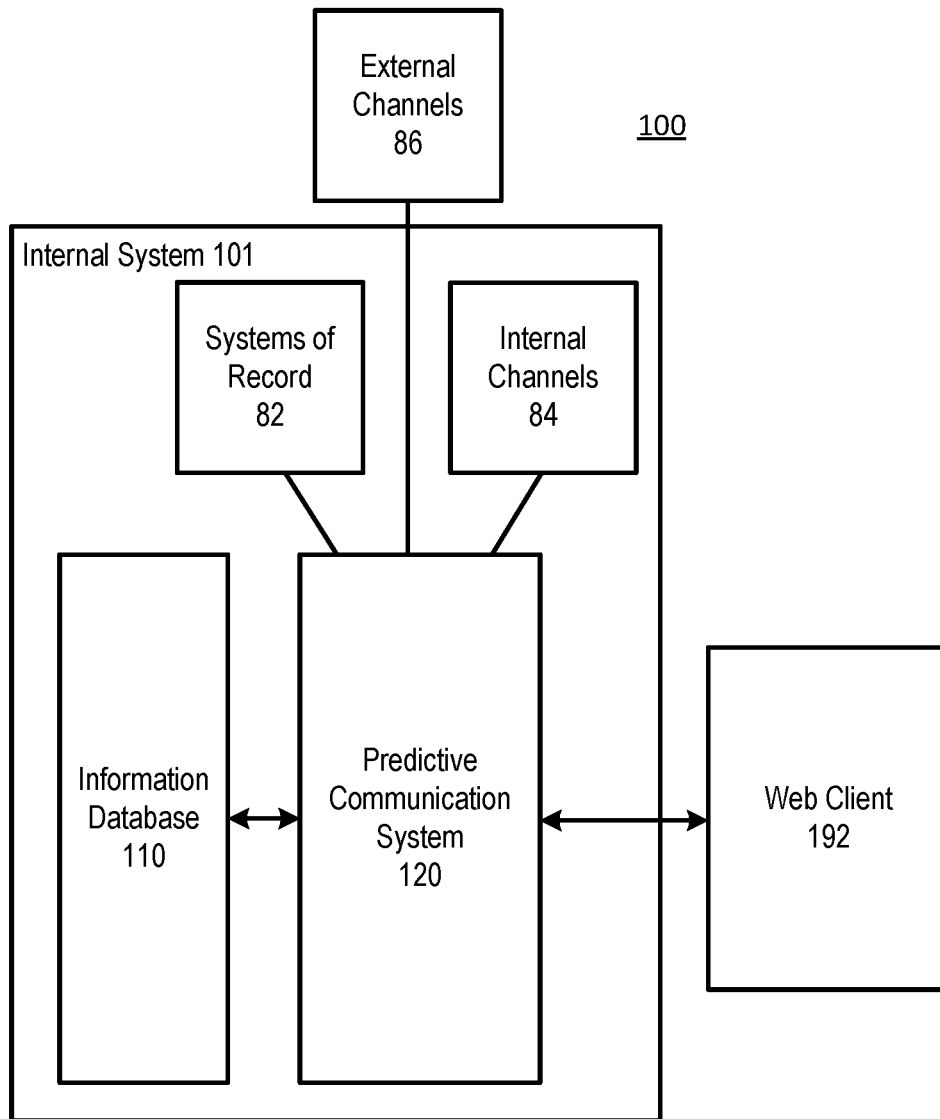 External
Channels
86
100
Internal System 101
Systems of
Record
82
Internal
Channels
84
Information
Database
110
Predictive
Communication
System
120
Web Client
192